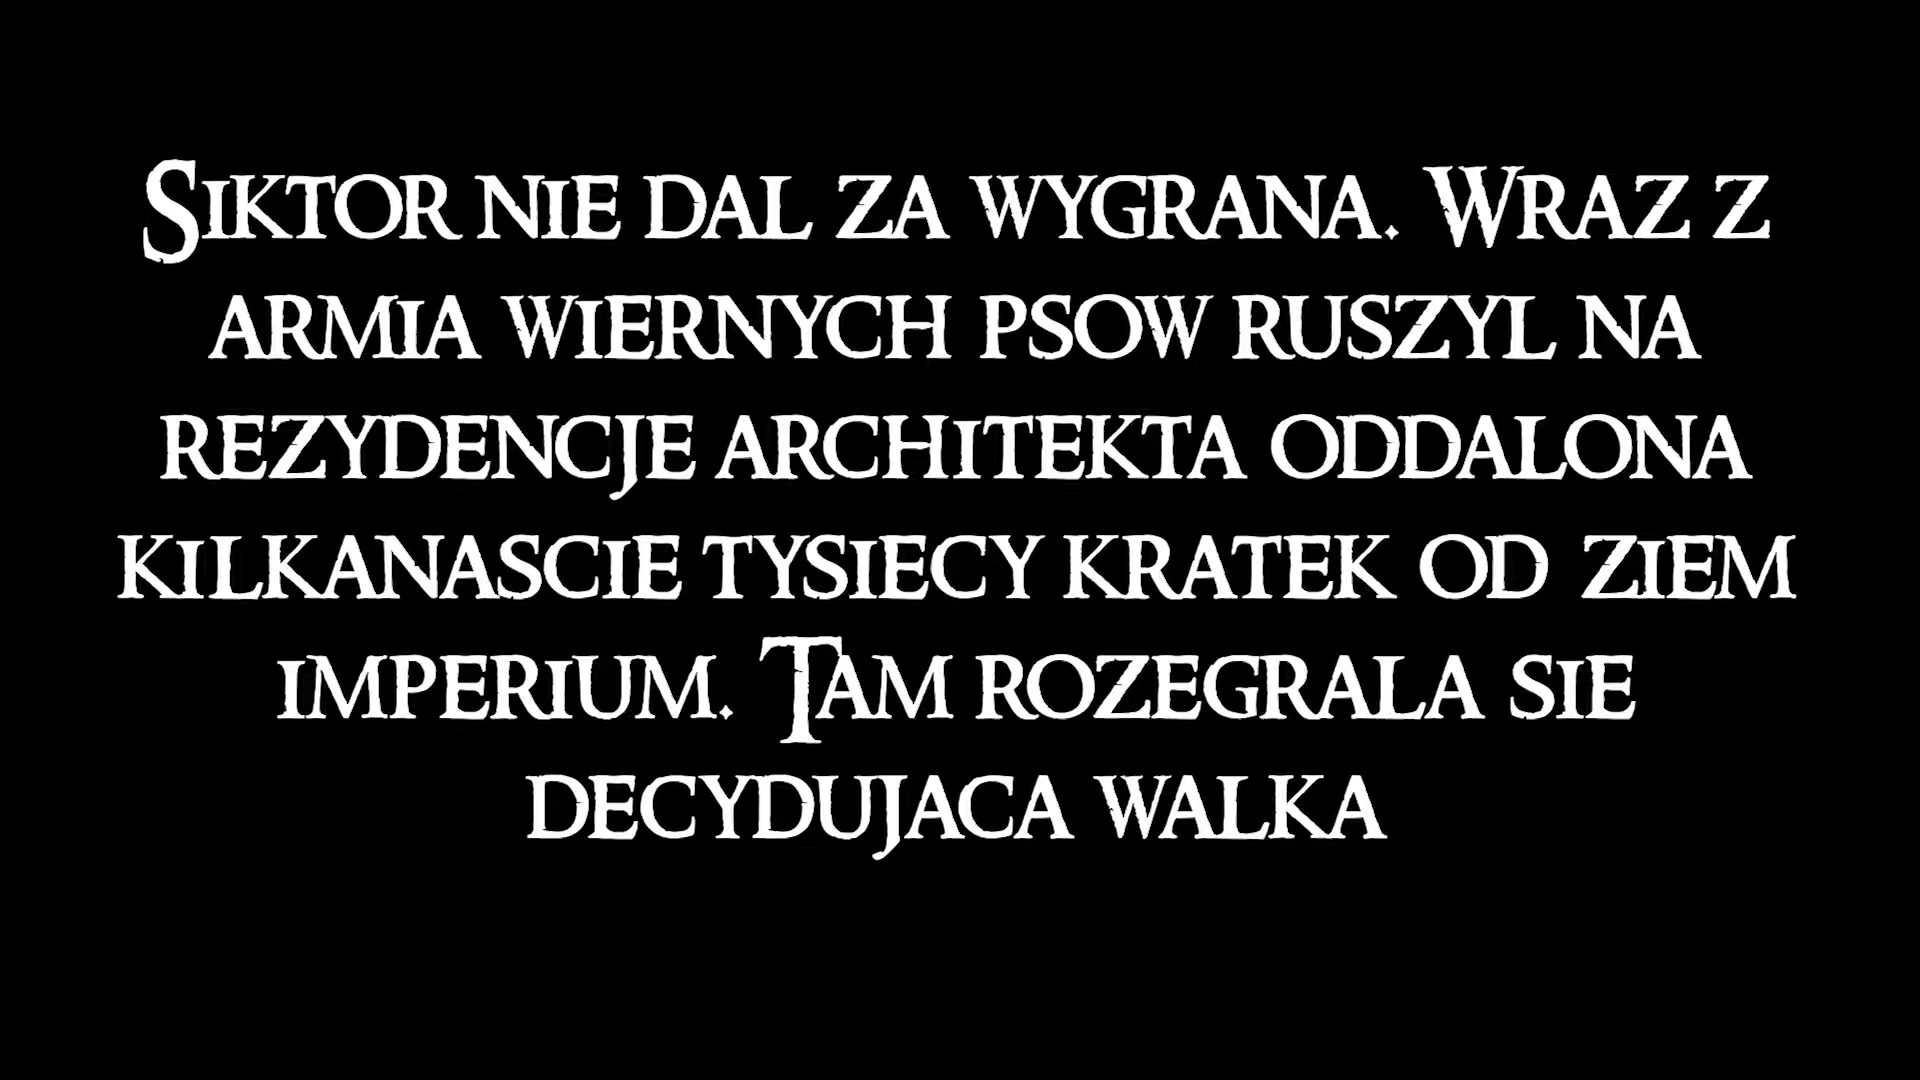 Siktor nie dal za wygrana. Wraz z
armia wiernych psow ruszyl na
rezydencje architekta oddalona
kilkanascie tysiecy kratek od ziem
imperium. Tam rozegrala sie
decydujaca walka